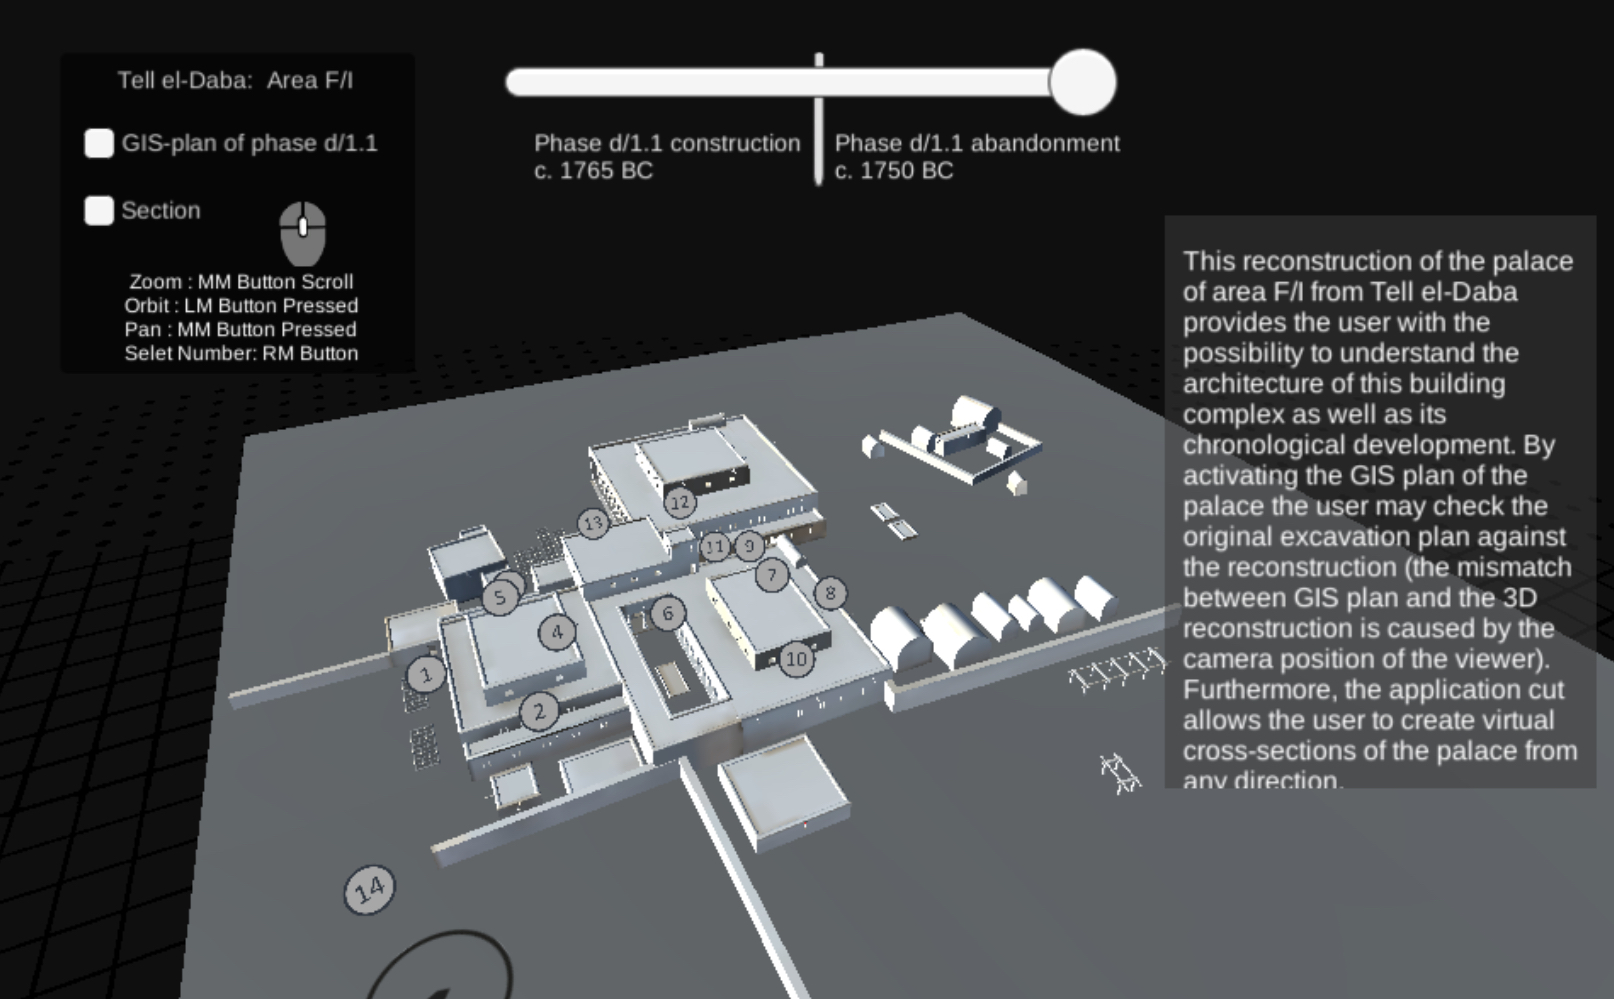 Tell el-Daba:  Area F/I
GIS-plan of phase d/1.1
Section
Zoom : MM Button Scroll
Orbit : LM Button Pressed
Pan : MM Button Pressed
Selet Number: RM Button
Phase d/1.1 construction
c. 1765 BC
Phase d/1.1 abandonment
c. 1750 BC
This reconstruction of the palace
of area F/I from Tell el-Daba
provides the user with the
possibility to understand the
architecture of this building
complex as well as its
chronological development. By
activating the GIS plan of the
palace the user may check the
original excavation plan against
the reconstruction (the mismatch
between GIS plan and the 3D
reconstruction is caused by the
camera position of the viewer).
Furthermore, the application cut
allows the user to create virtual
cross-sections of the palace from
any direction.
12
13
11
9
7
8
5
6
4
10
1
2
14